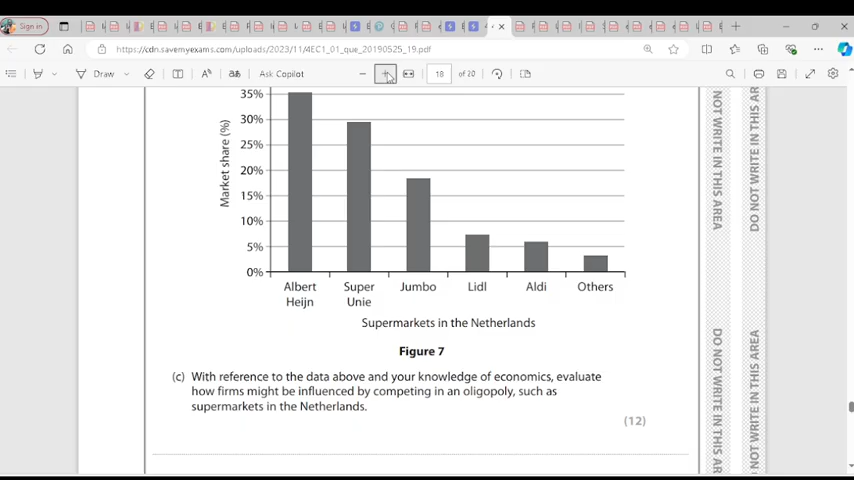 Sign in
https://cdn.savemyexams.com/uploads/2023/11/4EC1_01_que_20190525_19.pdf
Draw
Ask Copilot
18 of 20
35%
30%
25%
20%
15%
10%
5%
0%
Market share (%)
Albert Heijn
Super Unie
Jumbo
Lidl
Aldi
Others
Supermarkets in the Netherlands
Figure 7
(c) With reference to the data above and your knowledge of economics, evaluate
how firms might be influenced by competing in an oligopoly, such as
supermarkets in the Netherlands.
(12)
NOT WRITE IN THIS AREA
DO NOT WRITE IN THIS AREA
DO NOT WRITE IN THIS AR
DO NOT WRITE IN THIS AREA